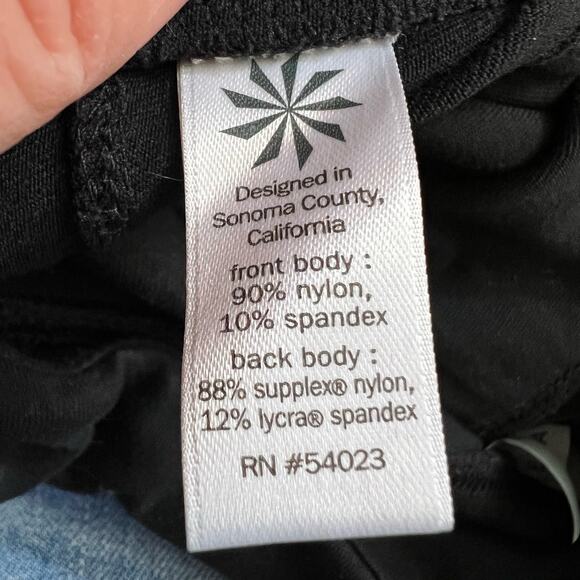 Designed in
Sonoma County,
California
front body :
90% nylon,
10% spandex
back body :
88% supplex® nylon,
12% lycra® spandex
RN #54023